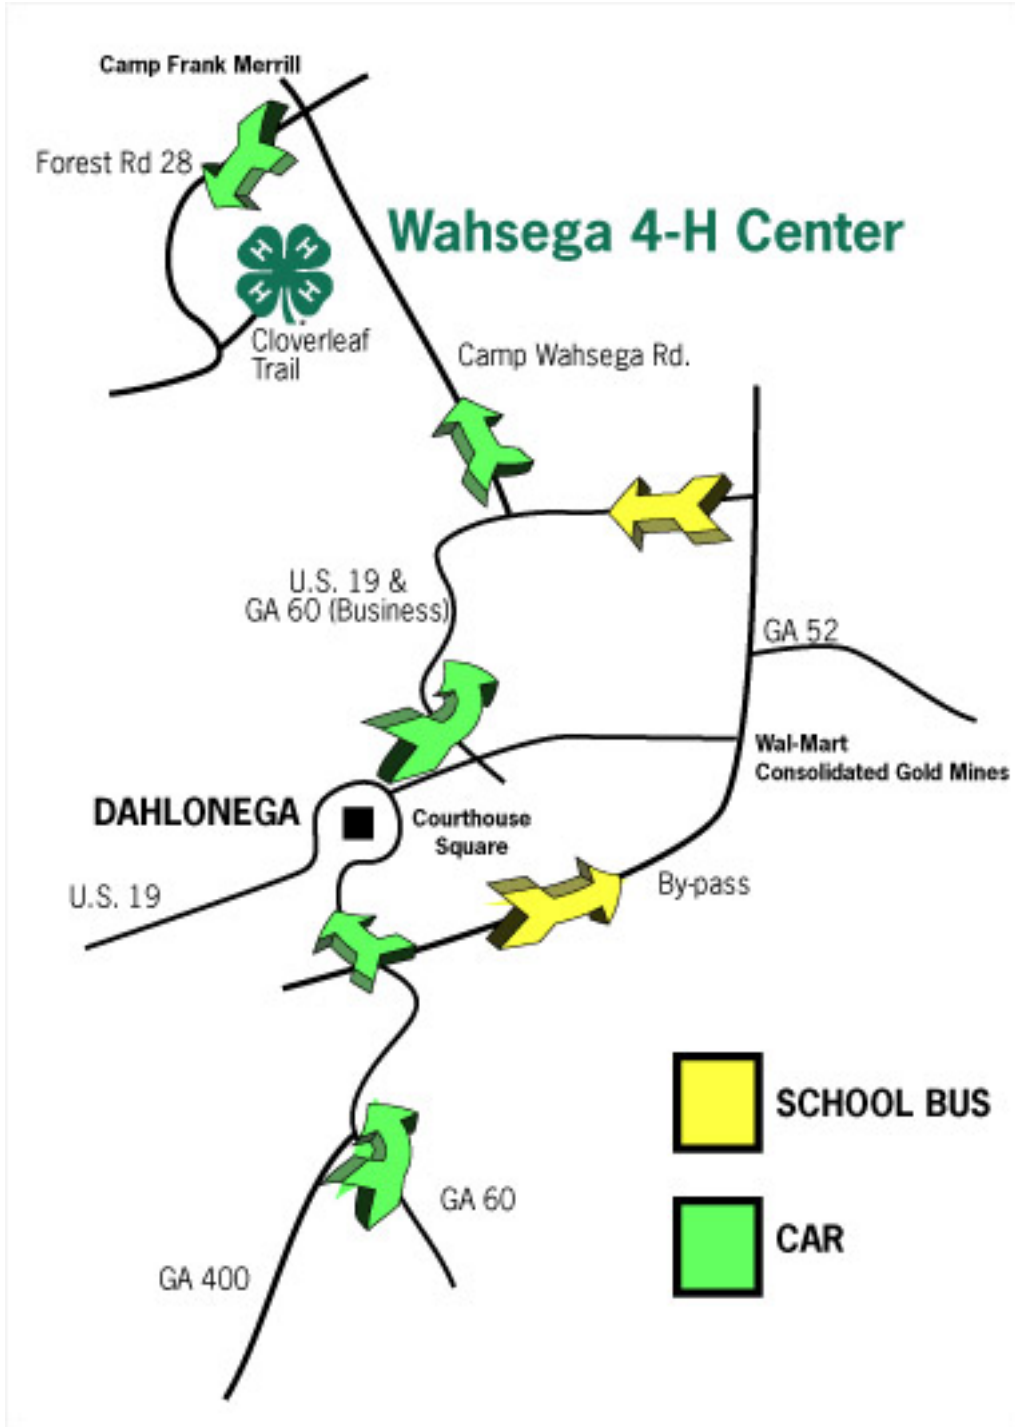 Camp Frank Merrill
Forest Rd 28
Wahsega 4-H Center
H H
H H
Cloverleaf
Trail
Camp Wahsega Rd.
U.S. 19 &
GA 60 (Business)
GA 52
Wal-Mart
Consolidated Gold Mines
DAHLONEGA
Courthouse
Square
U.S. 19
By-pass
SCHOOL BUS
GA 60
CAR
GA 400